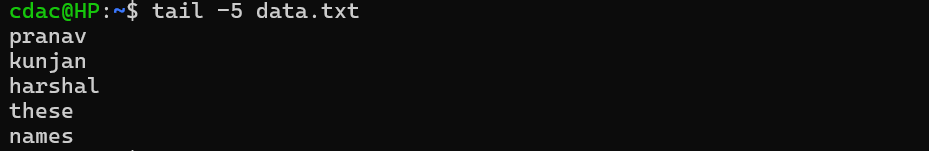 cdac@HP:~$ tail -5 data.txt
pranav
kunjan
harshal
these
names